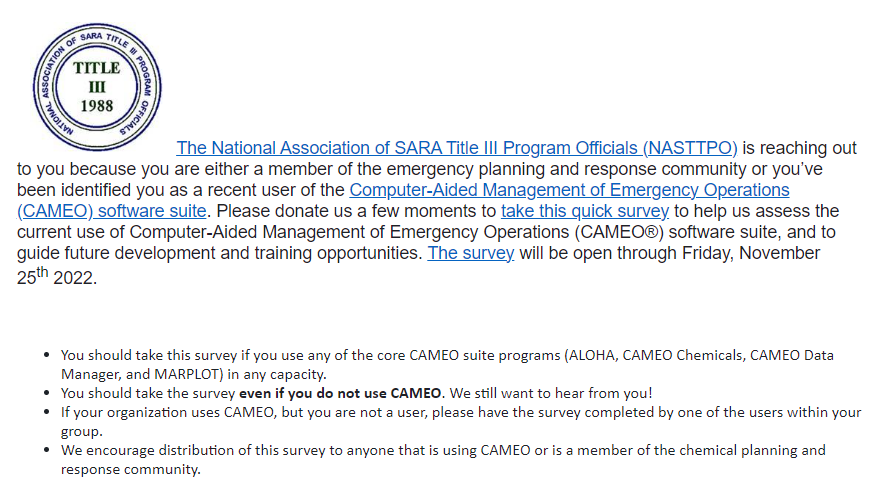 NATIONAL ASSOCIATION OF SARA TITLE III PROGRAM OFFICIALS
TITLE
III
1988
The National Association of SARA Title III Program Officials (NASTTPO) is reaching out
to you because you are either a member of the emergency planning and response community or you’ve
been identified you as a recent user of the Computer-Aided Management of Emergency Operations
(CAMEO) software suite. Please donate us a few moments to take this quick survey to help us assess the
current use of Computer-Aided Management of Emergency Operations (CAMEO®) software suite, and to
guide future development and training opportunities. The survey will be open through Friday, November
25th 2022.
• You should take this survey if you use any of the core CAMEO suite programs (ALOHA, CAMEO Chemicals, CAMEO Data
Manager, and MARPLOT) in any capacity.
• You should take the survey even if you do not use CAMEO. We still want to hear from you!
• If your organization uses CAMEO, but you are not a user, please have the survey completed by one of the users within your
group.
• We encourage distribution of this survey to anyone that is using CAMEO or is a member of the chemical planning and
response community.